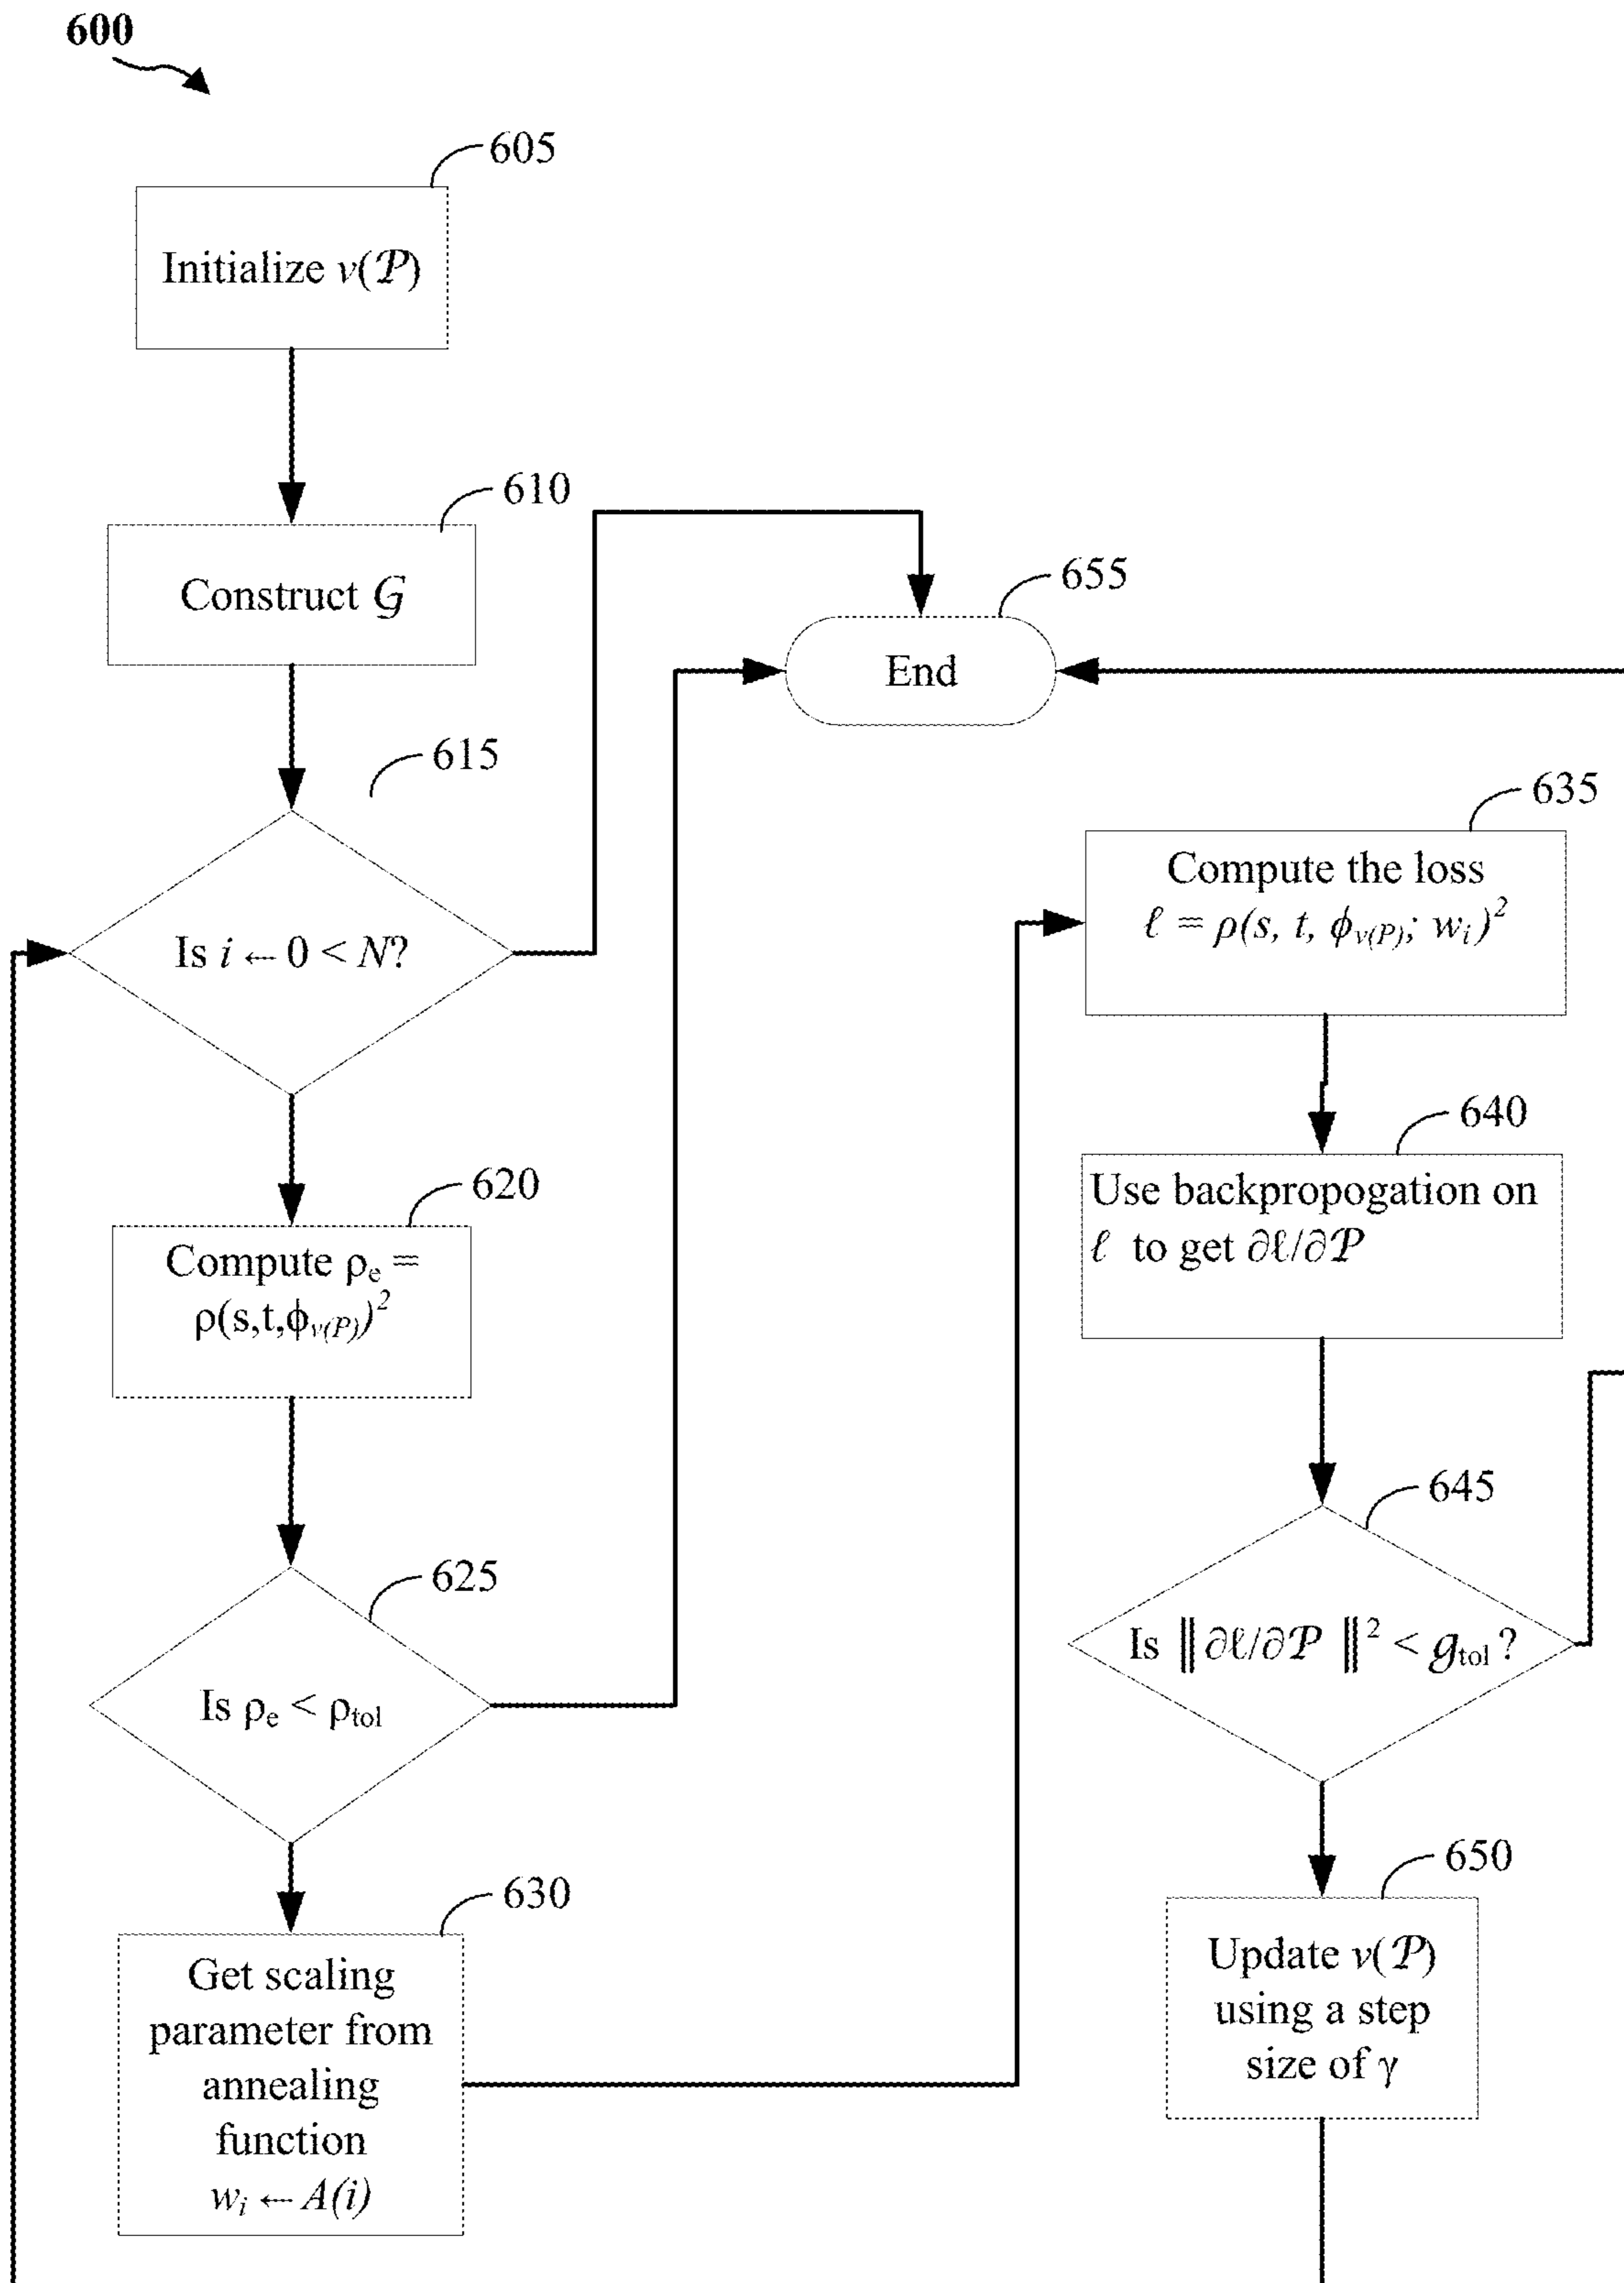 600
605
Initialize v(𝒫)
610
Construct 𝒢
655
End
615
Is i ← 0 < N?
620
Compute ρₑ =
ρ(s,t,ϕᵥ₍P₎)²
625
Is ρₑ < ρtol
630
Get scaling
parameter from
annealing
function
wᵢ ← A(i)
635
Compute the loss
ℓ = ρ(s, t, ϕᵥ₍P₎; wᵢ)²
640
Use backpropogation on
ℓ to get ∂ℓ/∂𝒫
645
Is ‖∂ℓ/∂𝒫 ‖² < gtol ?
650
Update v(𝒫)
using a step
size of γ